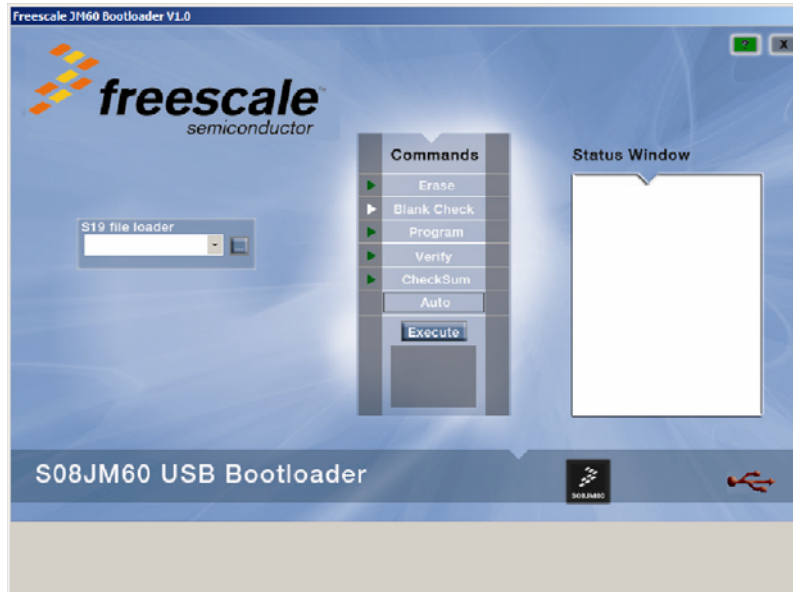 Freescale JM60 Bootloader V1.0
?
X
freescale
semiconductor
Commands
Status Window
Erase
Blank Check
S19 file loader
Program
Verify
CheckSum
Auto
Execute
S08JM60 USB Bootloader
S08JM60